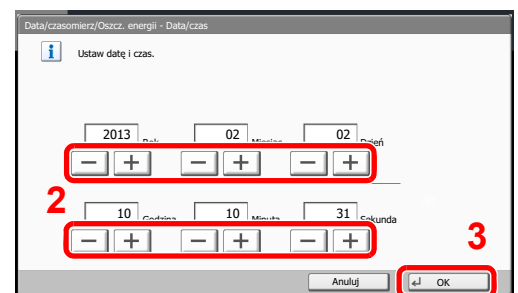 Data/czasomierz/Oszcz. energii - Data/czas
i Ustaw datę i czas.
2013 Rok 02 Miesiąc 02 Dzień
− + − + − +
2
10 Godzina 10 Minuta 31 Sekunda
− + − + − +
3
Anuluj OK